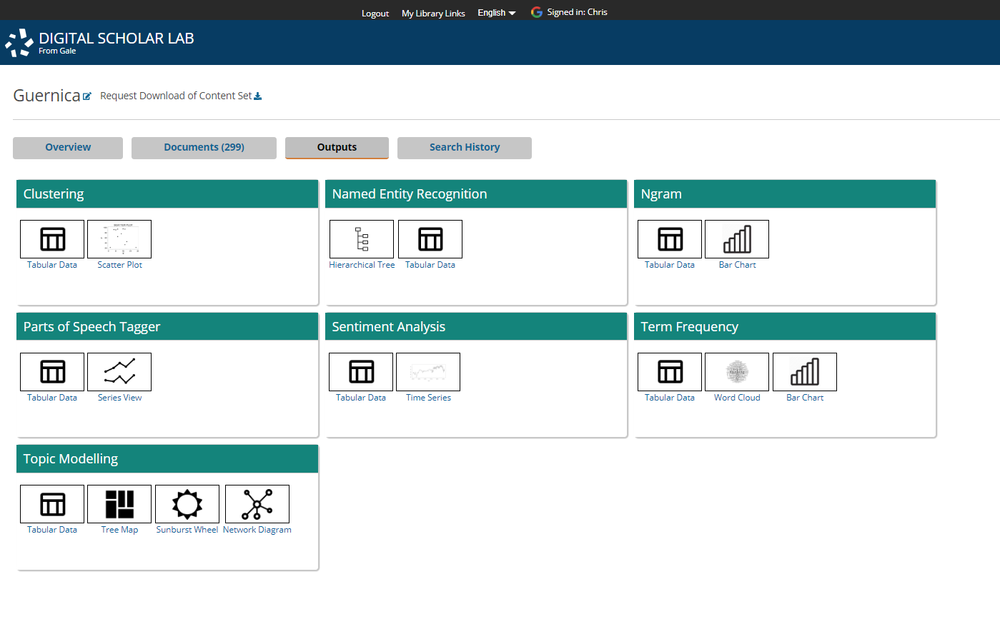 Logout My Library Links English Signed in: Chris
DIGITAL SCHOLAR LAB
From Gale
Guernica Request Download of Content Set
Overview Documents (299) Outputs Search History
Clustering Named Entity Recognition Ngram
Tabular Data Scatter Plot Hierarchical Tree Tabular Data Tabular Data Bar Chart
Parts of Speech Tagger Sentiment Analysis Term Frequency
Tabular Data Series View Tabular Data Time Series Tabular Data Word Cloud Bar Chart
Topic Modelling
Tabular Data Tree Map Sunburst Wheel Network Diagram